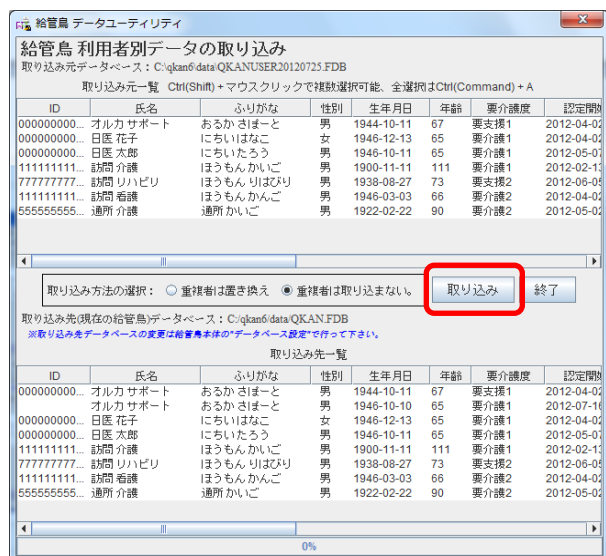 給管鳥 データユーティリティ
給管鳥 利用者別データの取り込み
取り込み元データベース：C:\qkan6\data\QKANUSER20120725.FDB
取り込み元一覧 Ctrl(Shift)＋マウスクリックで複数選択可能、全選択はCtrl(Command)＋A
ID 氏名 ふりがな 性別 生年月日 年齢 要介護度 認定開始
000000000... オルカ サポート おるか さぽーと 男 1944-10-11 67 要支援1 2012-04-02
000000000... 日医 花子 にちい はなこ 女 1946-12-13 65 要介護1 2012-04-02
000000000... 日医 太郎 にちい たろう 男 1946-10-11 65 要介護1 2012-05-07
111111111... 訪問 介護 ほうもん かいご 男 1900-11-11 111 要介護1 2012-02-13
777777777... 訪問 リハビリ ほうもん りはびり 男 1938-08-27 73 要支援2 2012-06-05
111111111... 訪問 看護 ほうもん かんご 男 1946-03-03 66 要介護2 2012-04-02
555555555... 通所 介護 通所 かいご 男 1922-02-22 90 要介護2 2012-05-02
取り込み方法の選択： 重複者は置き換え 重複者は取り込まない。 取り込み 終了
取り込み先(現在の給管鳥)データベース：C:/qkan6/data/QKAN.FDB
※取り込み先データベースの変更は給管鳥本体の"データベース設定"で行って下さい。
取り込み先一覧
ID 氏名 ふりがな 性別 生年月日 年齢 要介護度 認定開始
000000000... オルカ サポート おるか さぽーと 男 1944-10-11 67 要支援1 2012-04-02
オルカ サポート おるか さぽーと 男 1946-10-10 65 要介護1 2012-07-16
000000000... 日医 花子 にちい はなこ 女 1946-12-13 65 要介護1 2012-04-02
000000000... 日医 太郎 にちい たろう 男 1946-10-11 65 要介護1 2012-05-07
111111111... 訪問 介護 ほうもん かいご 男 1900-11-11 111 要介護1 2012-02-13
777777777... 訪問 リハビリ ほうもん りはびり 男 1938-08-27 73 要支援2 2012-06-05
111111111... 訪問 看護 ほうもん かんご 男 1946-03-03 66 要介護2 2012-04-02
555555555... 通所 介護 通所 かいご 男 1922-02-22 90 要介護2 2012-05-02
0%